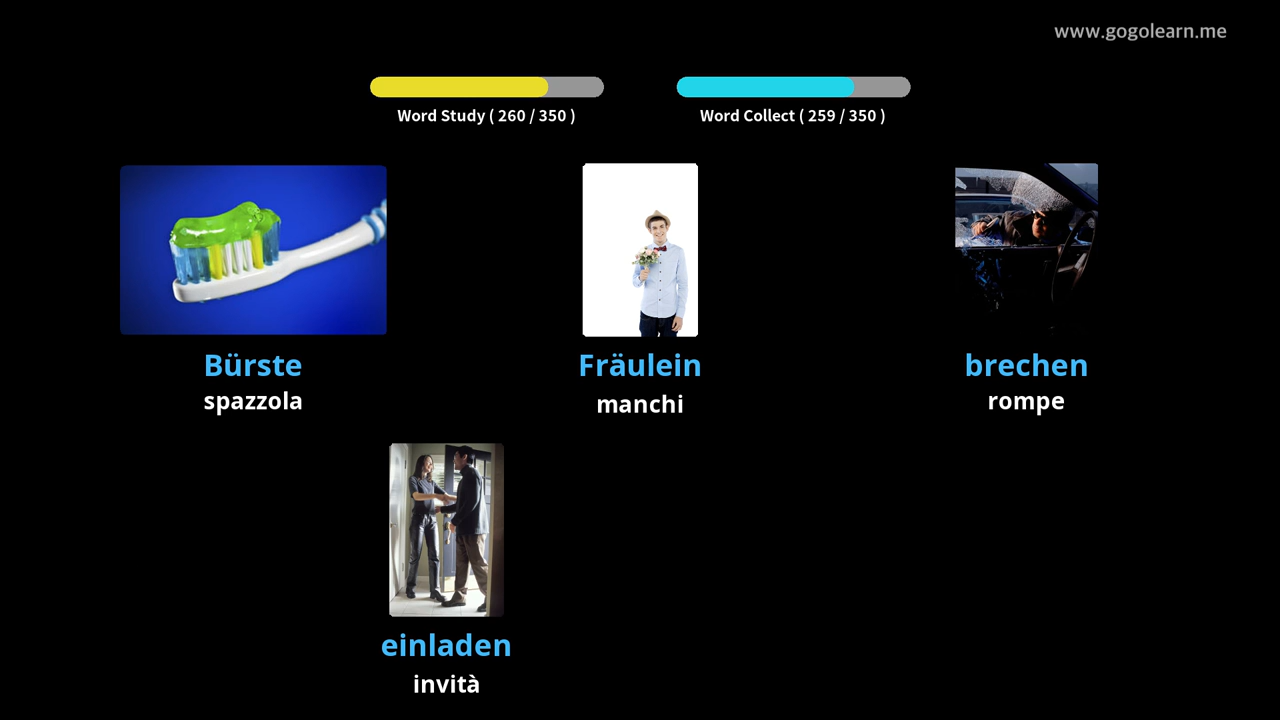 www.gogolearn.me
Word Study ( 260 / 350 )
Word Collect ( 259 / 350 )
Bürste
spazzola
Fräulein
manchi
brechen
rompe
einladen
invità